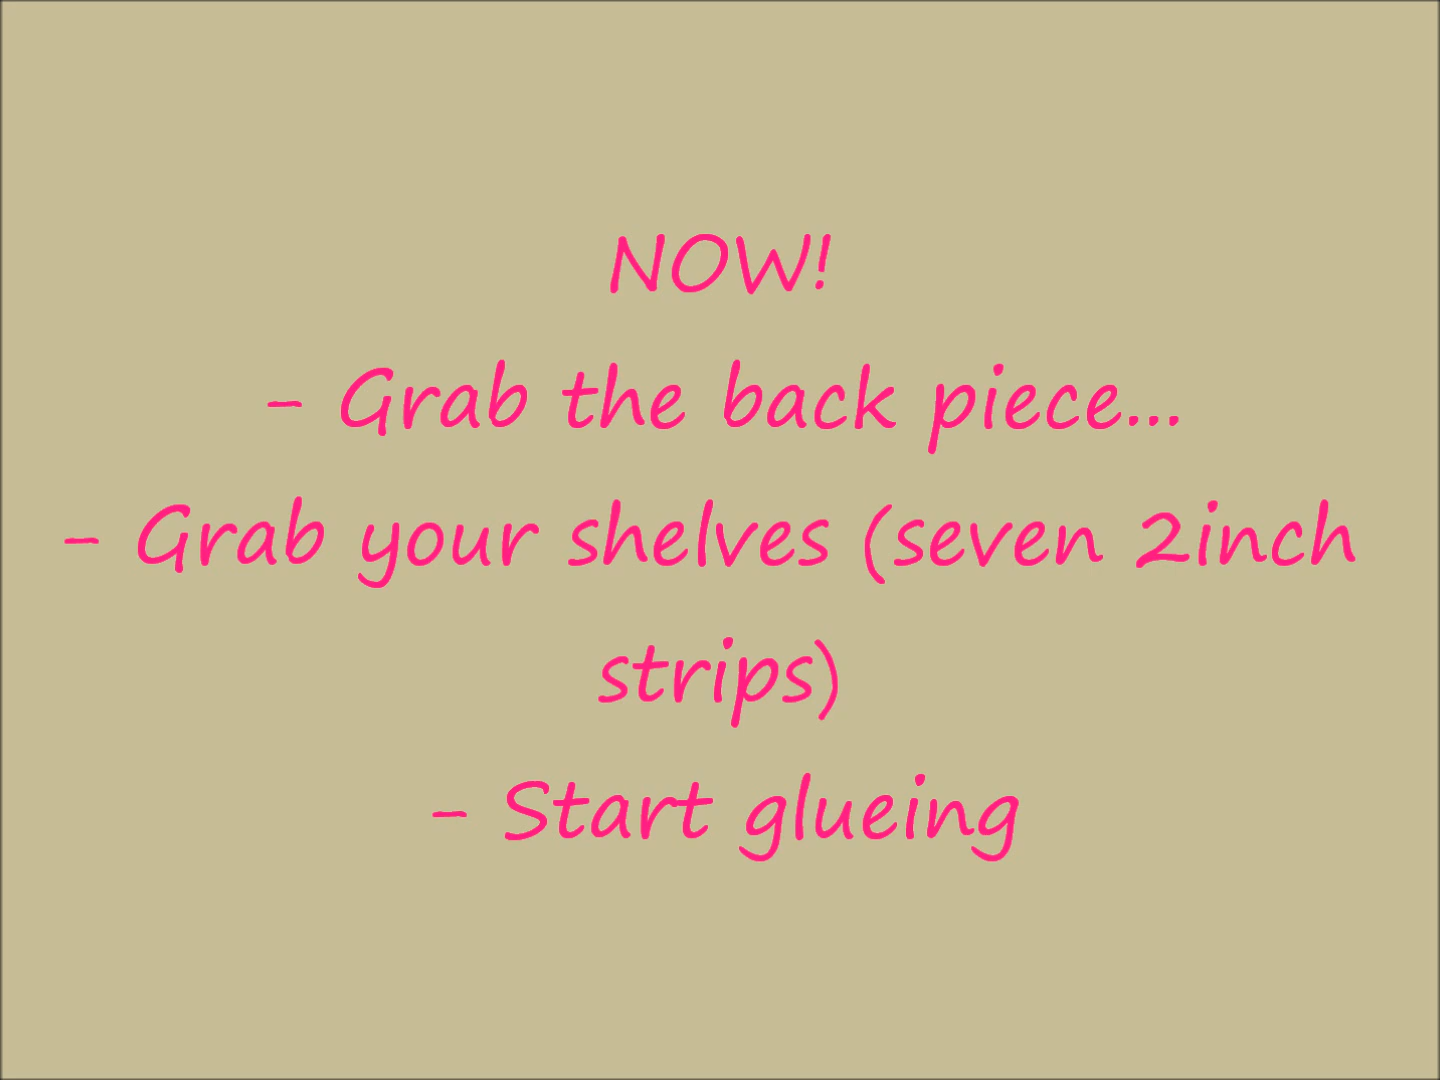 NOW!
- Grab the back piece...
- Grab your shelves (seven 2inch
strips)
- Start glueing